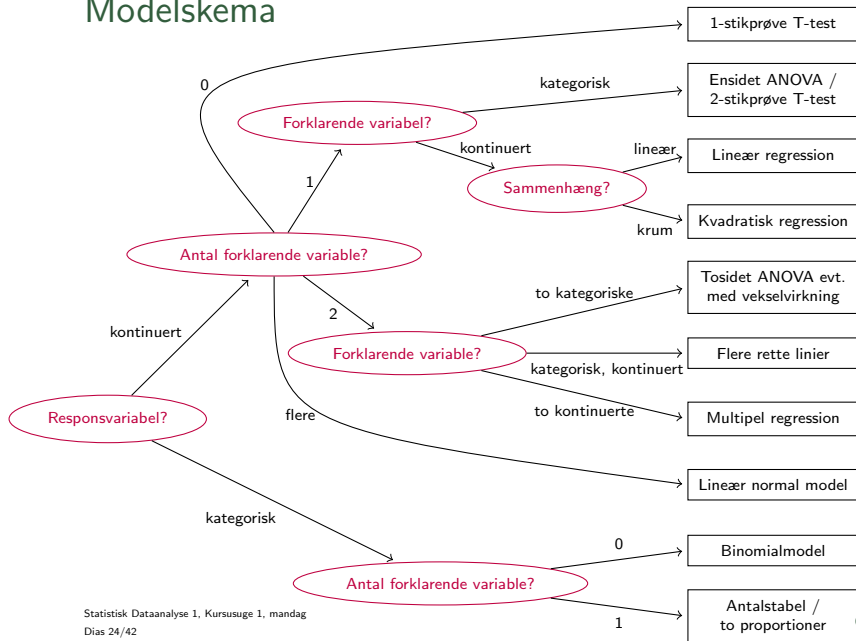 Modelskema
1-stikprøve T-test
0
kategorisk
Ensidet ANOVA /
2-stikprøve T-test
Forklarende variabel?
kontinuert
lineær
Lineær regression
1
Sammenhæng?
krum
Kvadratisk regression
Antal forklarende variable?
to kategoriske
Tosidet ANOVA evt.
med vekselvirkning
2
kontinuert
Forklarende variable?
kategorisk, kontinuert
Flere rette linier
Responsvariabel?
flere
to kontinuerte
Multipel regression
Lineær normal model
kategorisk
0
Binomialmodel
Antal forklarende variable?
1
Antalstabel /
to proportioner
Statistisk Dataanalyse 1, Kursusuge 1, mandag
Dias 24/42